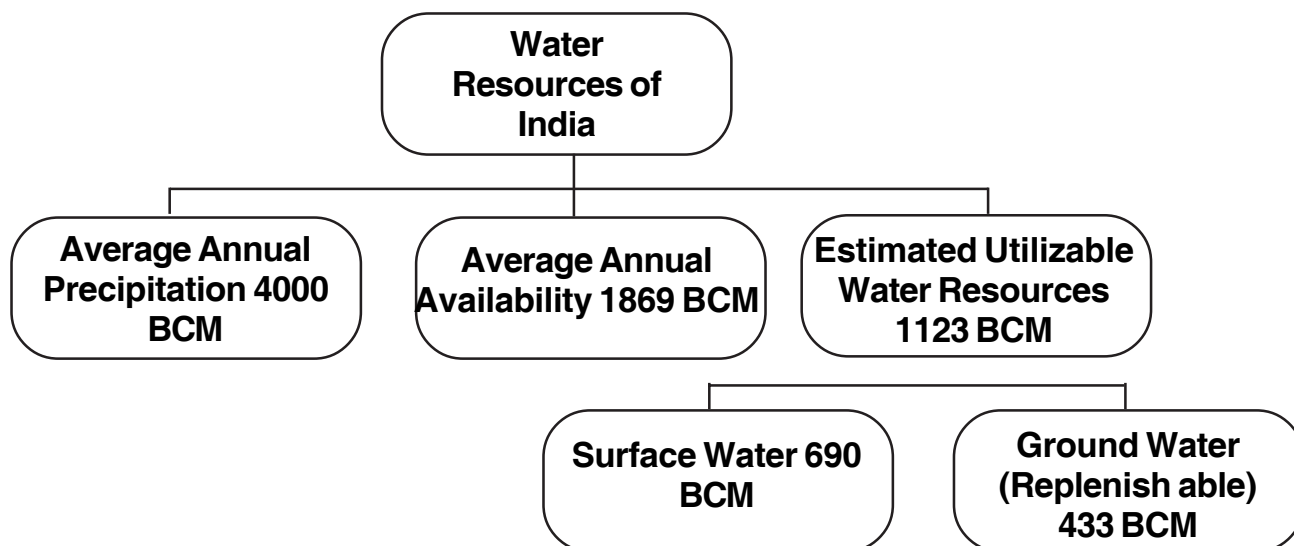 Water
Resources of
India
Average Annual
Precipitation 4000
BCM
Average Annual
Availability 1869 BCM
Estimated Utilizable
Water Resources
1123 BCM
Surface Water 690
BCM
Ground Water
(Replenish able)
433 BCM